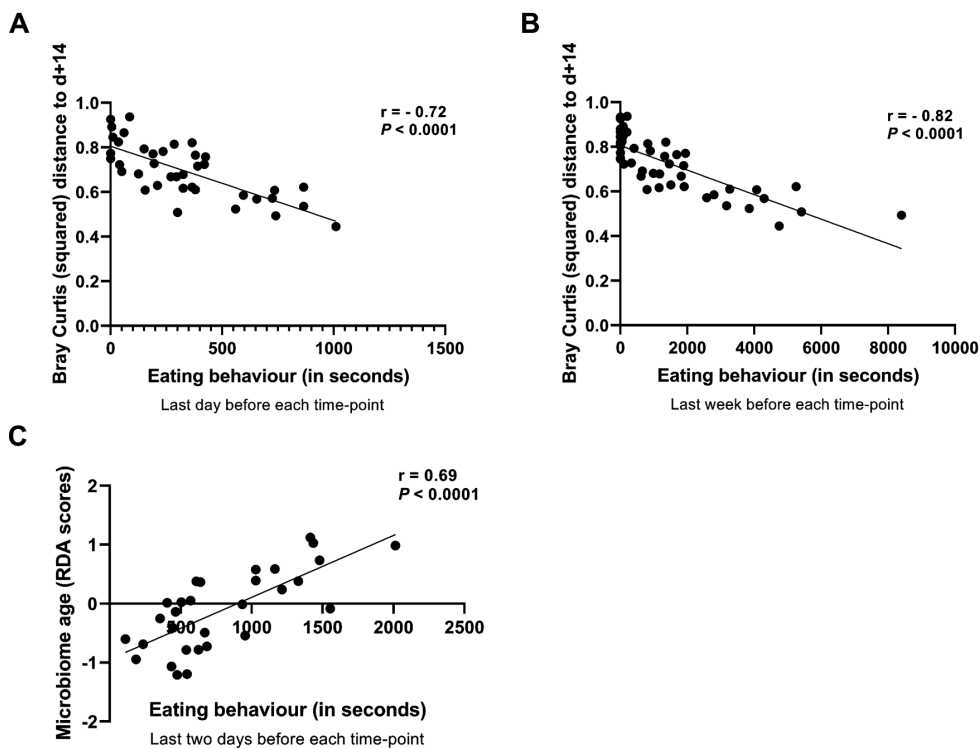 A
Bray Curtis (squared) distance to d+14
r = - 0.72
P < 0.0001
1.0
0.8
0.6
0.4
0.2
0.0
0
500
1000
1500
Eating behaviour (in seconds)
Last day before each time-point
B
Bray Curtis (squared) distance to d+14
r = - 0.82
P < 0.0001
1.0
0.8
0.6
0.4
0.2
0.0
0
2000
4000
6000
8000
10000
Eating behaviour (in seconds)
Last week before each time-point
C
Microbiome age (RDA scores)
r = 0.69
P < 0.0001
2
1
0
-1
-2
500
1000
1500
2000
2500
Eating behaviour (in seconds)
Last two days before each time-point